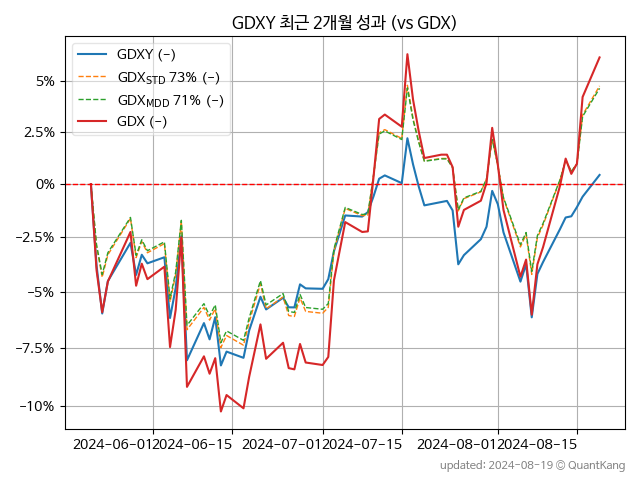 GDXY 최근 2개월 성과 (vs GDX)
GDXY (-)
GDX_STD 73% (-)
GDX_MDD 71% (-)
GDX (-)
5%
2.5%
0%
−2.5%
−5%
−7.5%
−10%
2024-06-01 2024-06-15 2024-07-01 2024-07-15 2024-08-01 2024-08-15
updated: 2024-08-19 © QuantKang